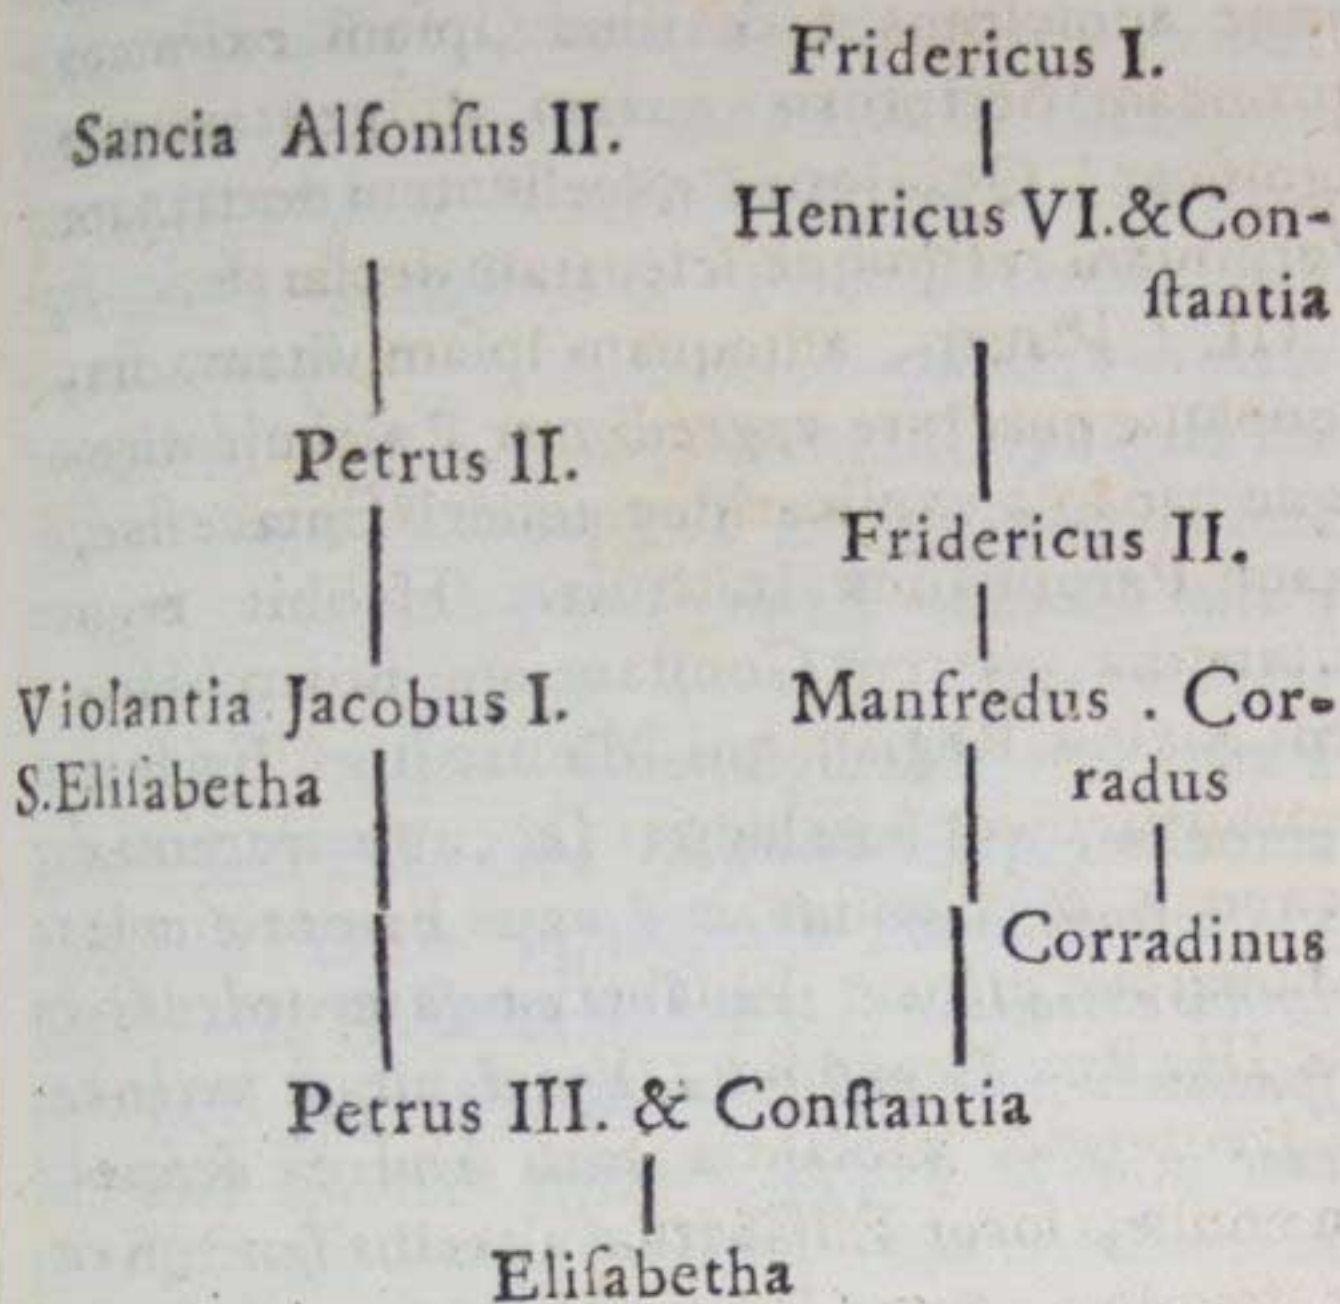 Fridericus I.
Sancia Alfonſus II.
Henricus VI.&Con-
ſtantia
Petrus II.
Fridericus II.
Violantia Jacobus I.
S.Eliſabetha
Manfredus . Cor-
radus
Corradinus
Petrus III. & Conſtantia
Eliſabetha